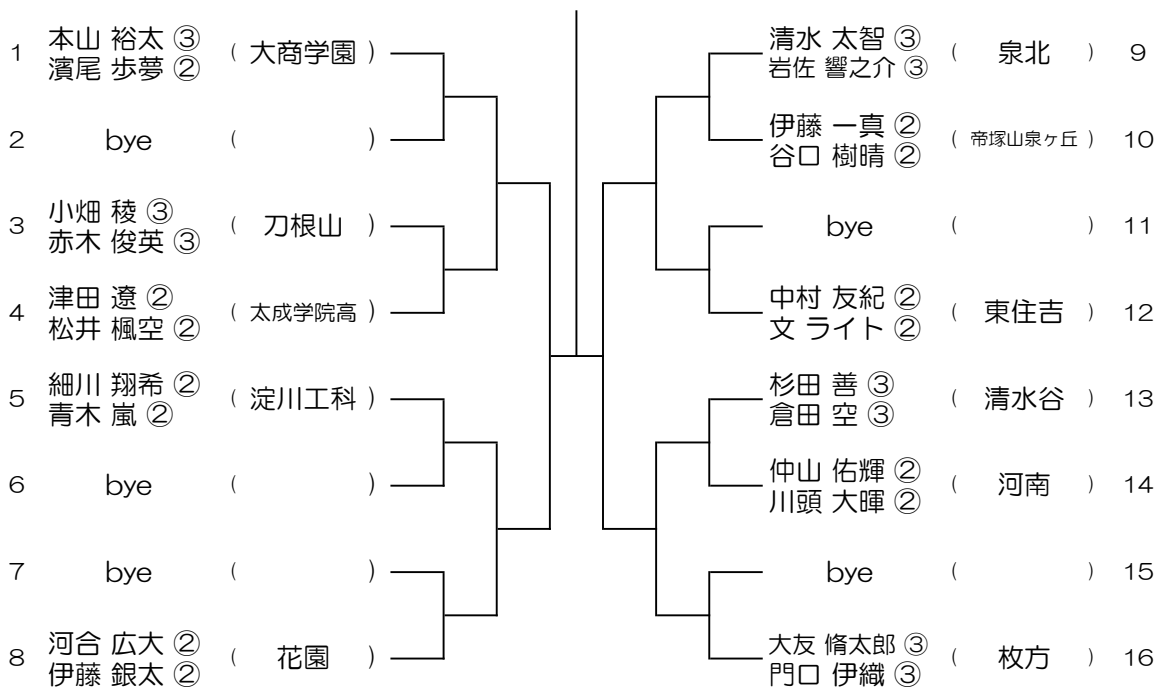 1 本山 裕太 ③ ( 大商学園 )
濱尾 歩夢 ②
2 bye ( )
3 小畑 稜 ③ ( 刀根山 )
赤木 俊英 ③
4 津田 遼 ② ( 太成学院高 )
松井 楓空 ②
5 細川 翔希 ② ( 淀川工科 )
青木 嵐 ②
6 bye ( )
7 bye ( )
8 河合 広大 ② ( 花園 )
伊藤 銀太 ②
清水 太智 ③ ( 泉北 ) 9
岩佐 響之介 ③
伊藤 一真 ② ( 帝塚山泉ヶ丘 ) 10
谷口 樹晴 ②
bye ( ) 11
中村 友紀 ② ( 東住吉 ) 12
文 ライト ②
杉田 善 ③ ( 清水谷 ) 13
倉田 空 ③
仲山 佑輝 ② ( 河南 ) 14
川頭 大暉 ②
bye ( ) 15
大友 脩太郎 ③ ( 枚方 ) 16
門口 伊織 ③